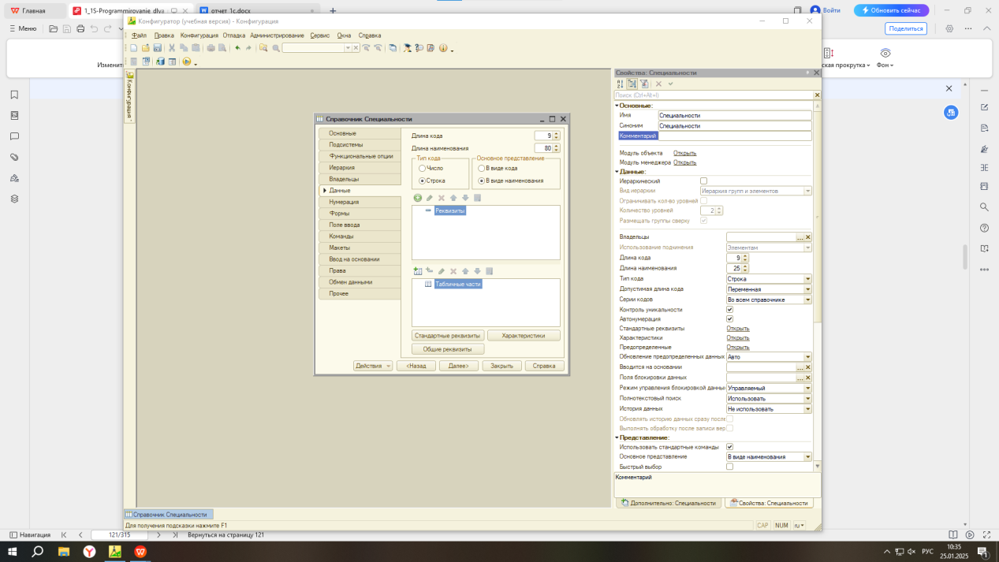 Главная
1_1S-Programmirovanie_dlya
отчет_1c.docx
Войти
Обновить сейчас
Меню
Поделиться
Изменить
ская прокрутка
Фон
Конфигуратор (учебная версия) - Конфигурация
Файл Правка Конфигурация Отладка Администрирование Сервис Окна Справка
Конфигурация
Справочник Специальности
Основные
Подсистемы
Функциональные опции
Иерархия
Владельцы
Данные
Нумерация
Формы
Поле ввода
Команды
Макеты
Ввод на основании
Права
Обмен данными
Прочее
Длина кода 9
Длина наименования 80
Тип кода
Число
Строка
Основное представление
В виде кода
В виде наименования
Реквизиты
Табличные части
Стандартные реквизиты Характеристики
Общие реквизиты
Действия <Назад Далее> Закрыть Справка
Свойства: Специальности
Поиск (Ctrl+Alt+I)
Основные:
Имя Специальности
Синоним Специальности
Комментарий
Модуль объекта Открыть
Модуль менеджера Открыть
Данные:
Иерархический
Вид иерархии Иерархия групп и элементов
Ограничивать кол-во уровней
Количество уровней 2
Размещать группы сверху
Владельцы ...
Использование подчинения Элементам
Длина кода 9
Длина наименования 25
Тип кода Строка
Допустимая длина кода Переменная
Серии кодов Во всем справочнике
Контроль уникальности
Автонумерация
Стандартные реквизиты Открыть
Характеристики Открыть
Предопределенные Открыть
Обновление предопределенных данных Авто
Вводится на основании ...
Поля блокировки данных ...
Режим управления блокировкой данны Управляемый
Полнотекстовый поиск Использовать
История данных Не использовать
Обновлять историю данных сразу после
Выполнять обработку после записи вер
Представление:
Использовать стандартные команды
Основное представление В виде наименования
Быстрый выбор
Комментарий
Дополнительно: Специальности Свойства: Специальности
Справочник Специальности
Для получения подсказки нажмите F1
CAP NUM ru
Навигация
121/315
Вернуться на страницу 121
РУС
10:35
25.01.2025
1